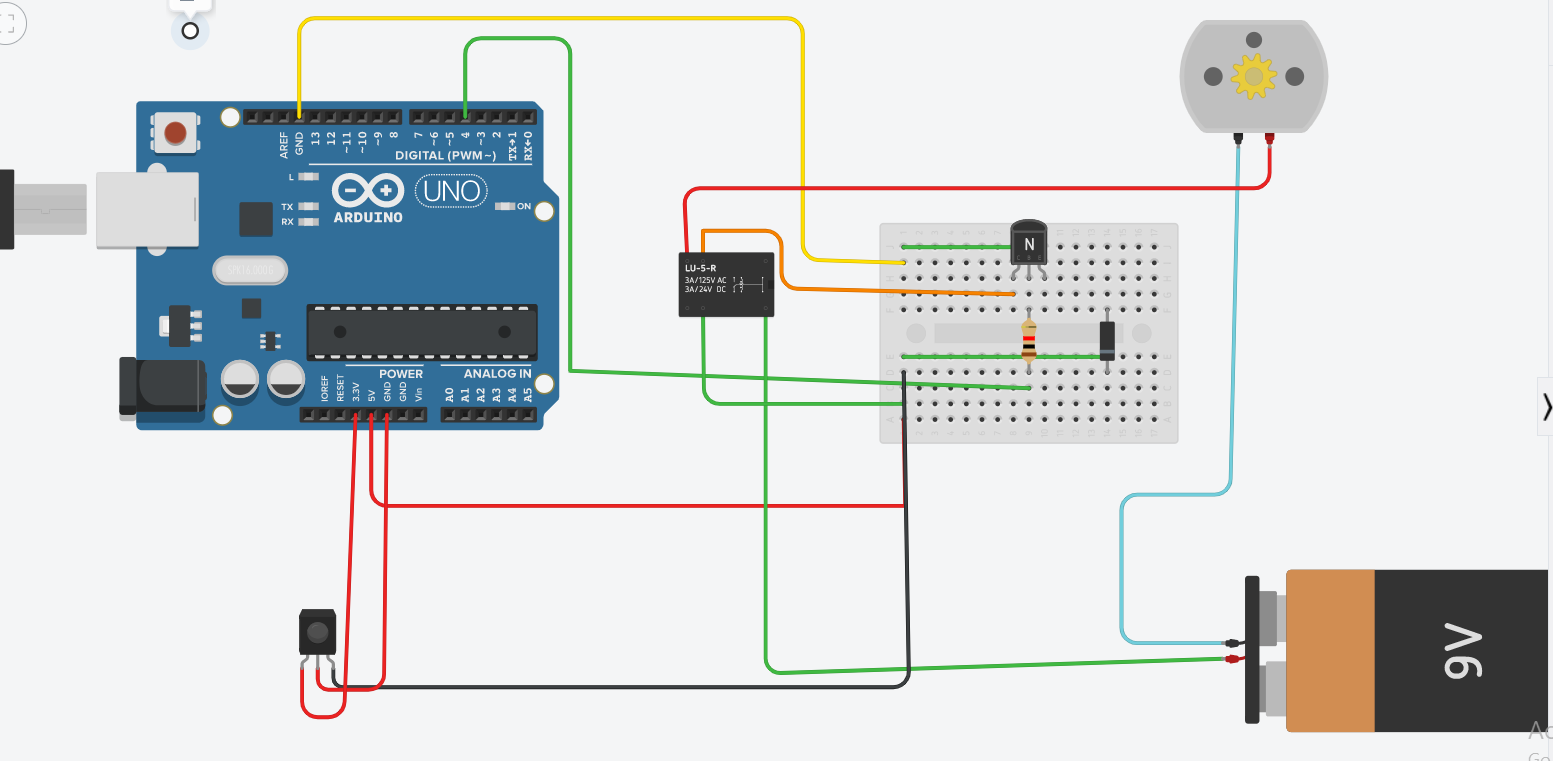 AREF
GND
13
12
~11
~10
~9
8
7
~6
~5
4
~3
2
TX→1
RX←0
DIGITAL (PWM~)
L
TX
RX
ARDUINO
UNO
ON
N
LU-5-R
3A/125V AC
3A/24V DC
POWER
ANALOG IN
IOREF
RESET
3.3V
5V
GND
GND
Vin
A0
A1
A2
A3
A4
A5
9V